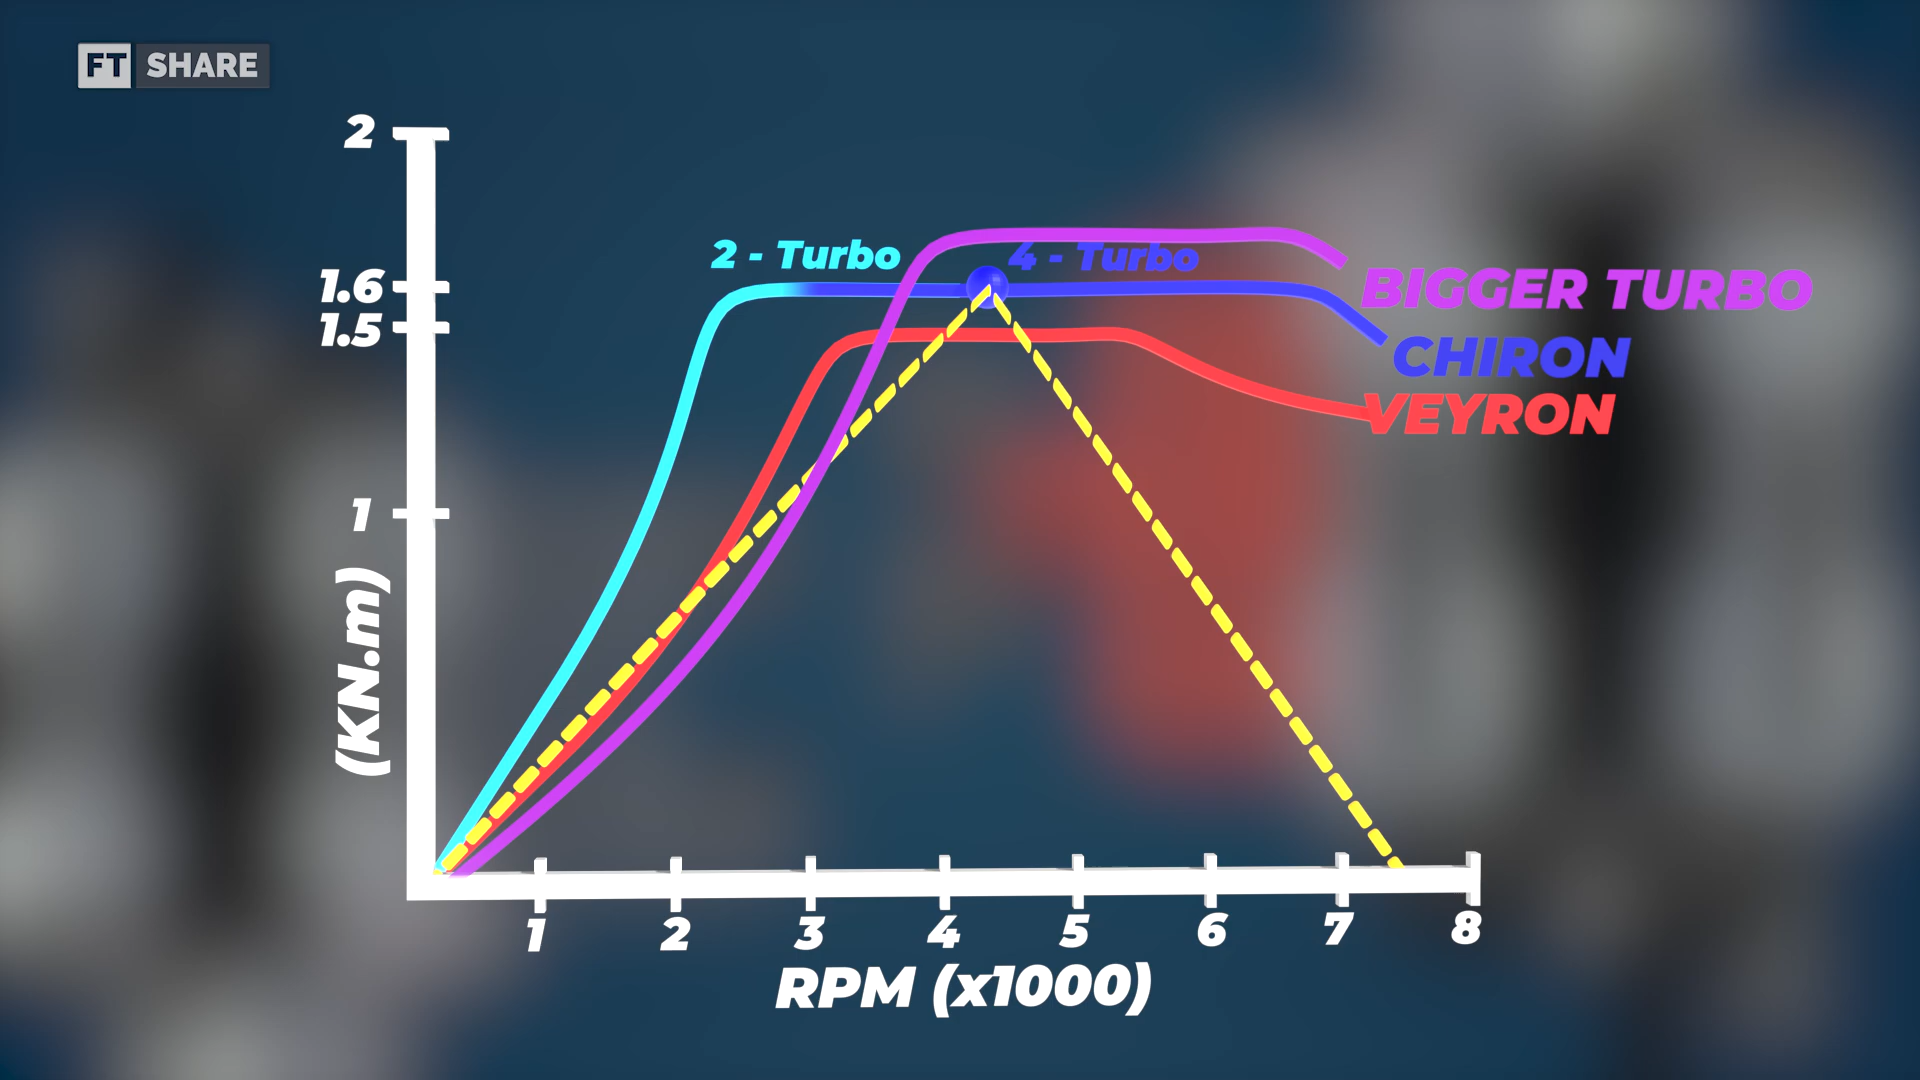 FT SHARE
2
2 - Turbo
4 - Turbo
1.6
BIGGER TURBO
1.5
CHIRON
VEYRON
1
(KN.m)
1 2 3 4 5 6 7 8
RPM (x1000)